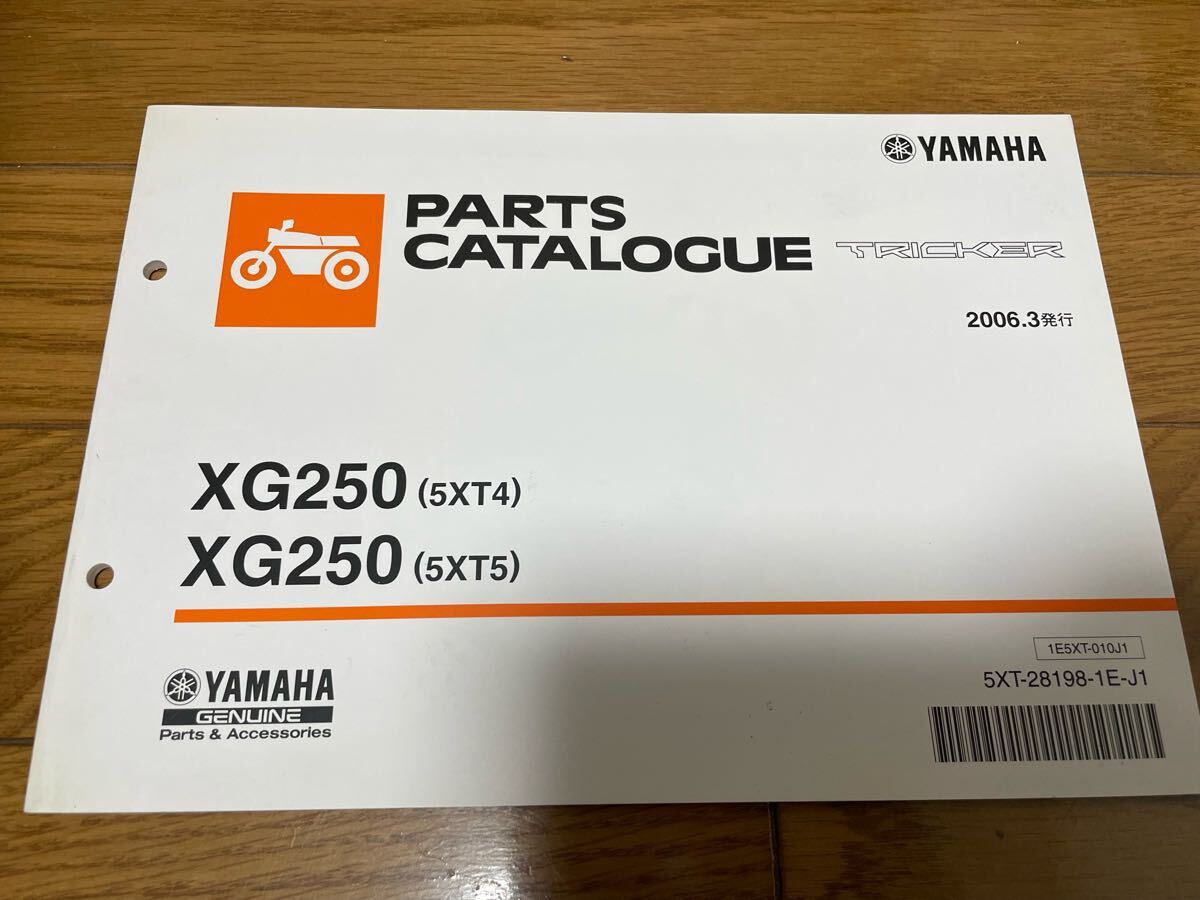 YAMAHA
PARTS
CATALOGUE
TRICKER
2006.3発行
XG250 (5XT4)
XG250 (5XT5)
1E5XT-010J1
5XT-28198-1E-J1
YAMAHA
GENUINE
Parts & Accessories